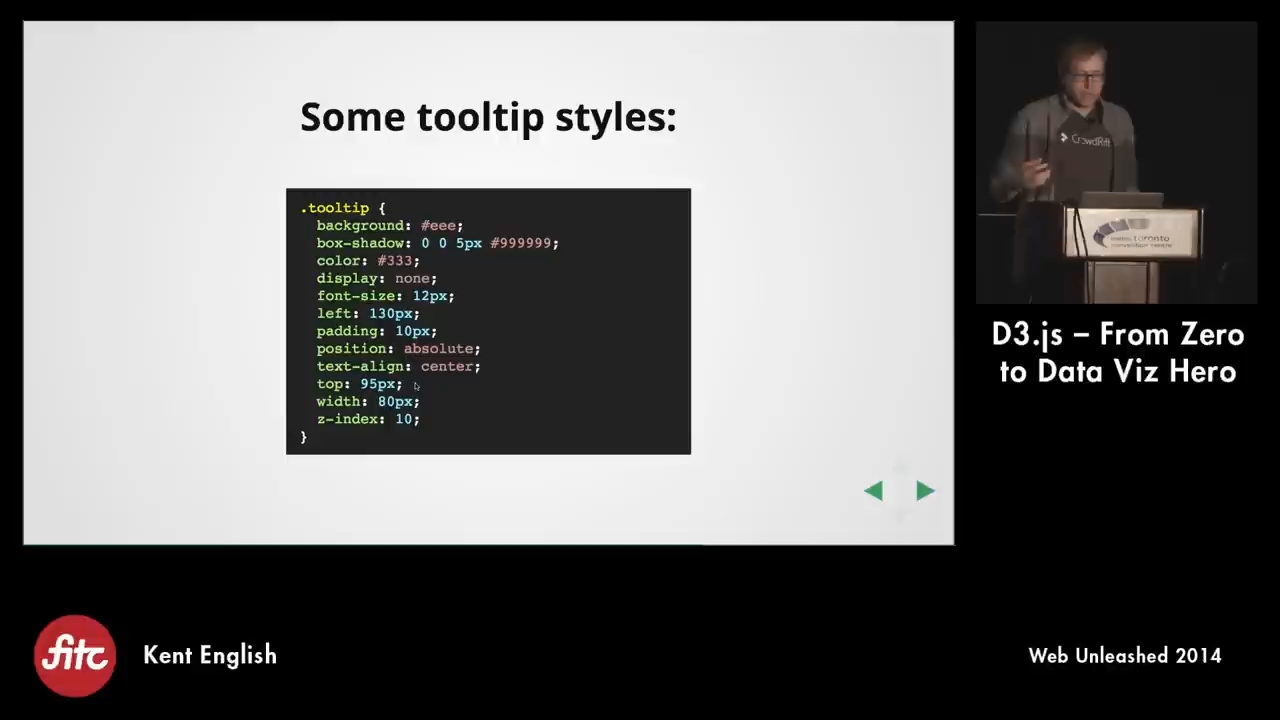 Some tooltip styles:
.tooltip {
background: #eee;
box-shadow: 0 0 5px #999999;
color: #333;
display: none;
font-size: 12px;
left: 130px;
padding: 10px;
position: absolute;
text-align: center;
top: 95px;
width: 80px;
z-index: 10;
}
CrowdRiff
toronto
D3.js – From Zero
to Data Viz Hero
fitc
Kent English
Web Unleashed 2014